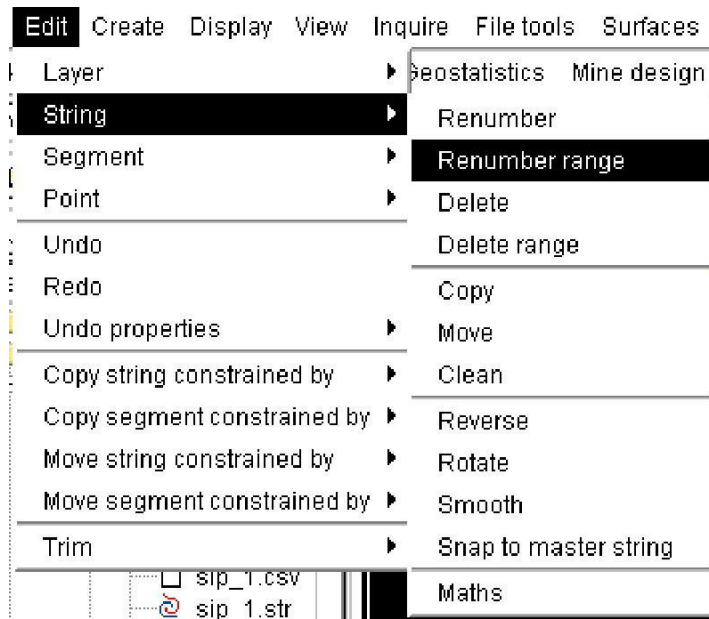 Edit Create Display View Inquire File tools Surfaces
Geostatistics Mine design
Layer
String
Segment
Point
Undo
Redo
Undo properties
Copy string constrained by
Copy segment constrained by
Move string constrained by
Move segment constrained by
Trim
Renumber
Renumber range
Delete
Delete range
Copy
Move
Clean
Reverse
Rotate
Smooth
Snap to master string
Maths
sip_1.csv
sip_1.str